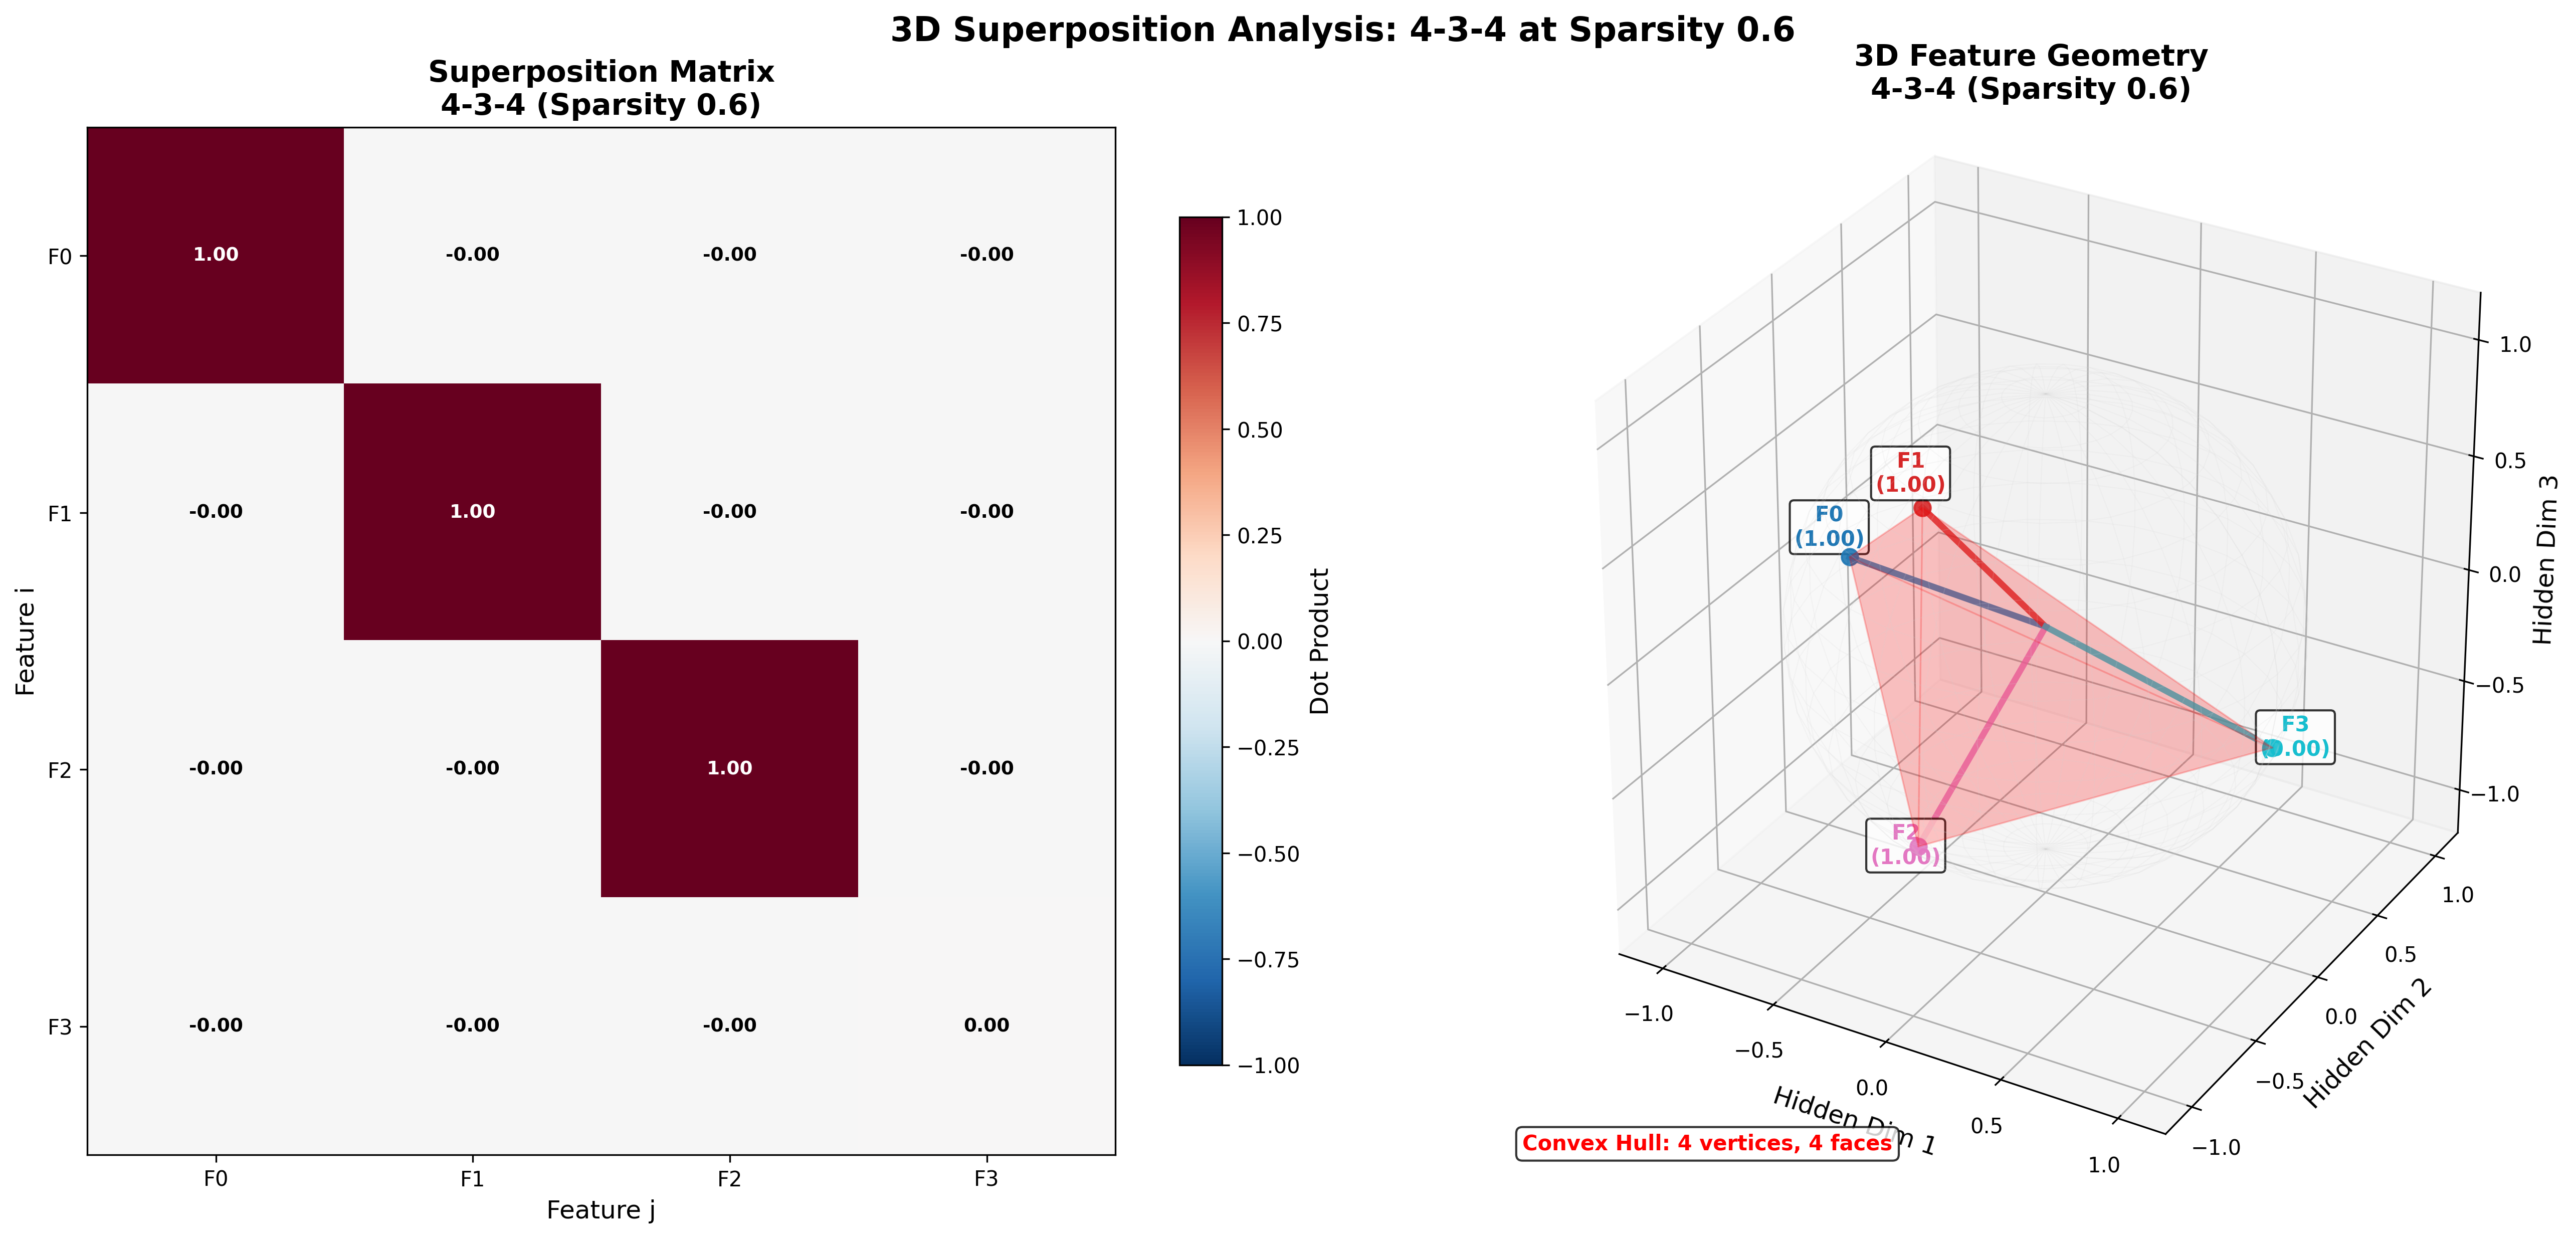 3D Superposition Analysis: 4-3-4 at Sparsity 0.6
Superposition Matrix
4-3-4 (Sparsity 0.6)
F0
F1
F2
F3
Feature i
1.00
-0.00
-0.00
-0.00
-0.00
1.00
-0.00
-0.00
-0.00
-0.00
1.00
-0.00
-0.00
-0.00
-0.00
0.00
F0
F1
F2
F3
Feature j
1.00
0.75
0.50
0.25
0.00
−0.25
−0.50
−0.75
−1.00
Dot Product
3D Feature Geometry
4-3-4 (Sparsity 0.6)
F1
(1.00)
F0
(1.00)
F3
(0.00)
F2
(1.00)
1.0
0.5
0.0
−0.5
−1.0
Hidden Dim 3
1.0
0.5
0.0
−0.5
−1.0
Hidden Dim 2
−1.0
−0.5
0.0
0.5
1.0
Hidden Dim 1
Convex Hull: 4 vertices, 4 faces